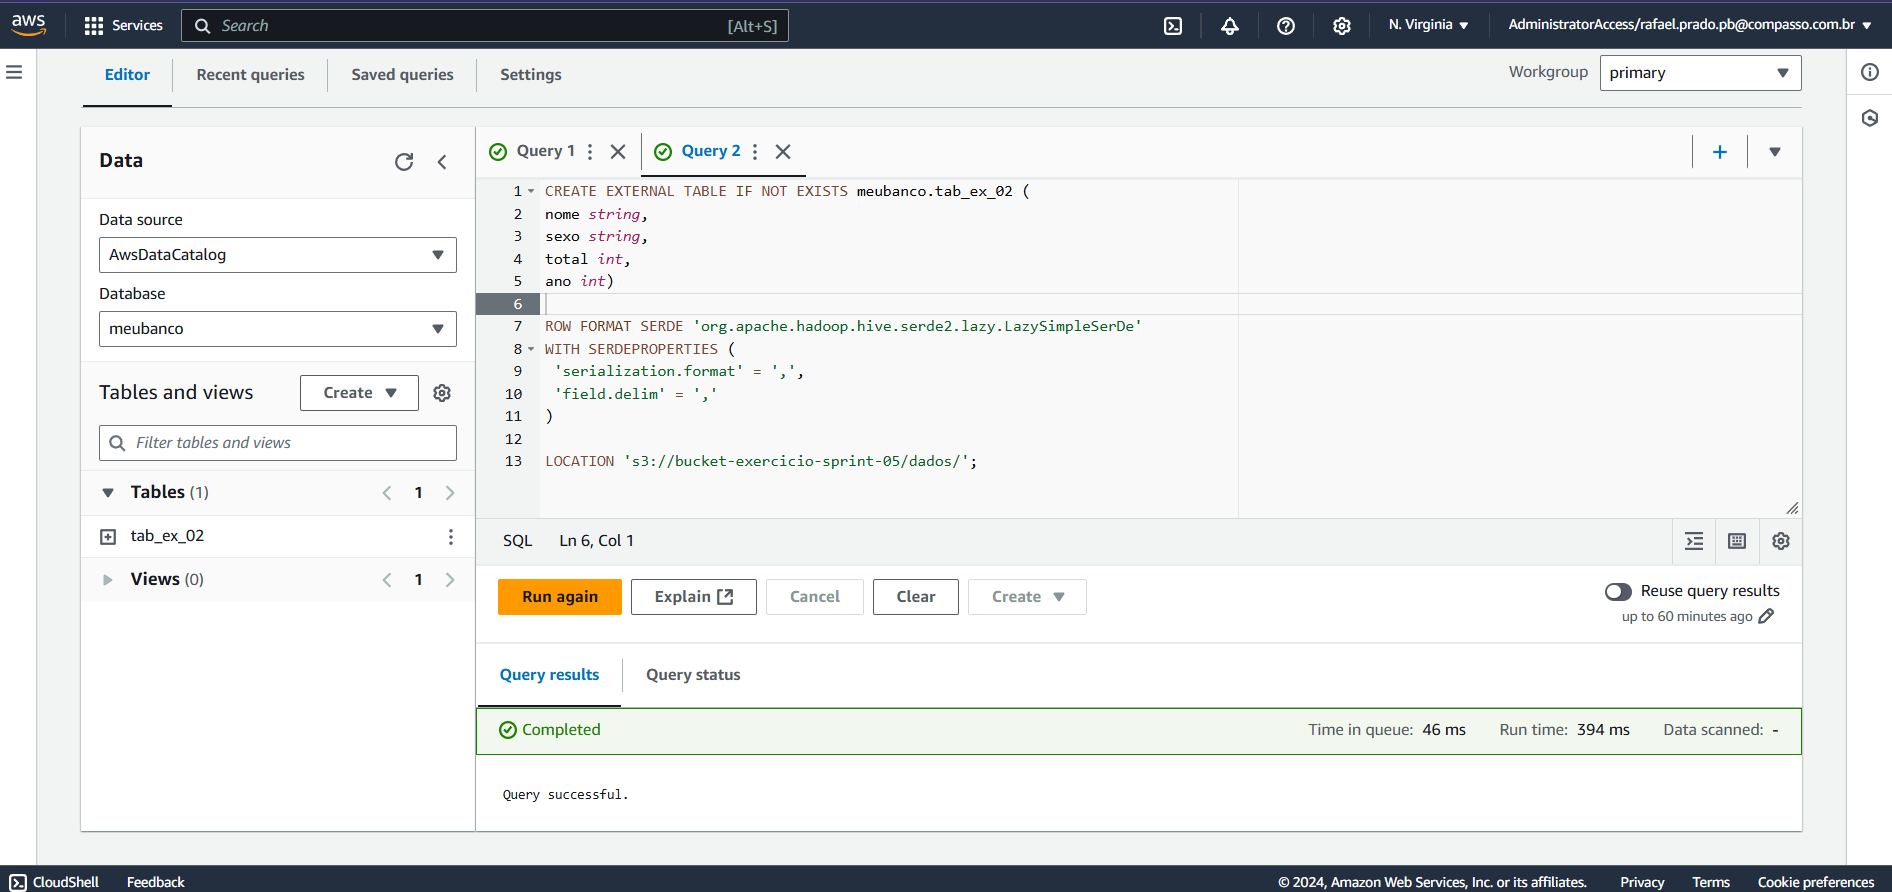 aws
Services
Search
[Alt+S]
N. Virginia
AdministratorAccess/rafael.prado.pb@compasso.com.br
Editor
Recent queries
Saved queries
Settings
Workgroup
primary
Data
Data source
AwsDataCatalog
Database
meubanco
Tables and views
Create
Filter tables and views
Tables (1)
1
tab_ex_02
Views (0)
1
Query 1
Query 2
1 CREATE EXTERNAL TABLE IF NOT EXISTS meubanco.tab_ex_02 (
2 nome string,
3 sexo string,
4 total int,
5 ano int)
6
7 ROW FORMAT SERDE 'org.apache.hadoop.hive.serde2.lazy.LazySimpleSerDe'
8 WITH SERDEPROPERTIES (
9 'serialization.format' = ',',
10 'field.delim' = ','
11 )
12
13 LOCATION 's3://bucket-exercicio-sprint-05/dados/';
SQL
Ln 6, Col 1
Run again
Explain
Cancel
Clear
Create
Reuse query results
up to 60 minutes ago
Query results
Query status
Completed
Time in queue: 46 ms
Run time: 394 ms
Data scanned: -
Query successful.
CloudShell
Feedback
© 2024, Amazon Web Services, Inc. or its affiliates.
Privacy
Terms
Cookie preferences